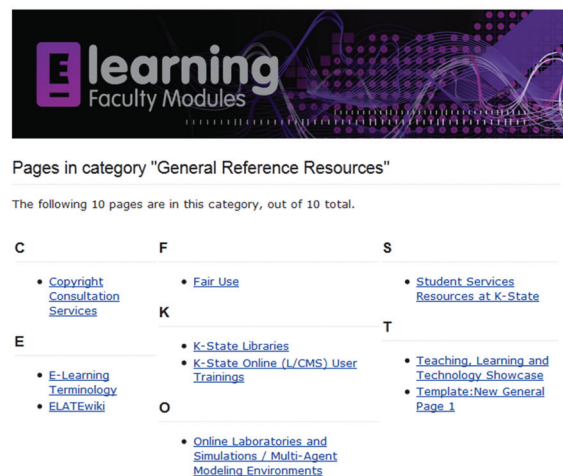 E learning
Faculty Modules
Pages in category "General Reference Resources"
The following 10 pages are in this category, out of 10 total.
C
Copyright
Consultation
Services
E
E-Learning
Terminology
ELATEwiki
F
Fair Use
K
K-State Libraries
K-State Online (L/CMS) User
Trainings
O
Online Laboratories and
Simulations / Multi-Agent
Modeling Environments
S
Student Services
Resources at K-State
T
Teaching, Learning and
Technology Showcase
Template:New General
Page 1